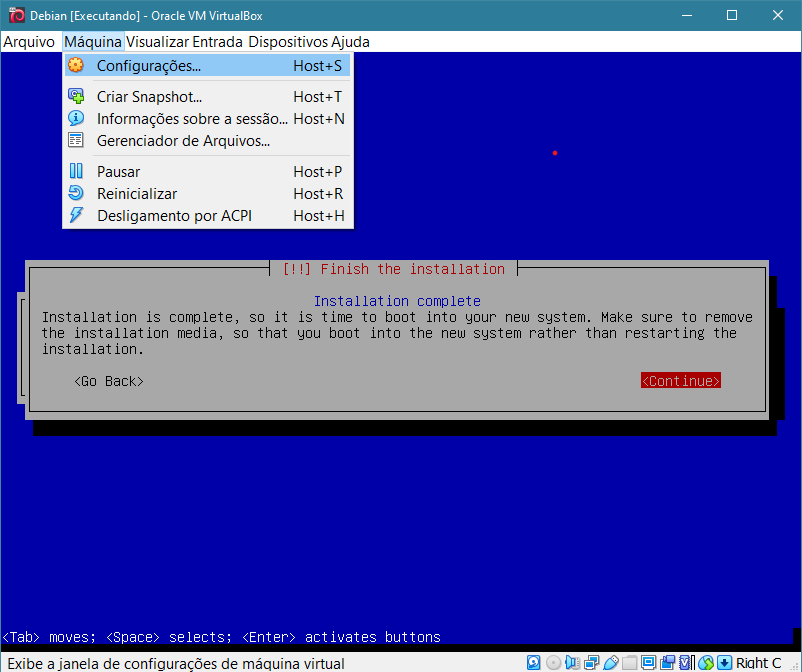 Debian [Executando] - Oracle VM VirtualBox
Arquivo Máquina Visualizar Entrada Dispositivos Ajuda
Configurações... Host+S
Criar Snapshot... Host+T
Informações sobre a sessão... Host+N
Gerenciador de Arquivos...
Pausar Host+P
Reinicializar Host+R
Desligamento por ACPI Host+H
[!!] Finish the installation
Installation complete
Installation is complete, so it is time to boot into your new system. Make sure to remove
the installation media, so that you boot into the new system rather than restarting the
installation.
<Go Back> <Continue>
<Tab> moves; <Space> selects; <Enter> activates buttons
Exibe a janela de configurações de máquina virtual Right C